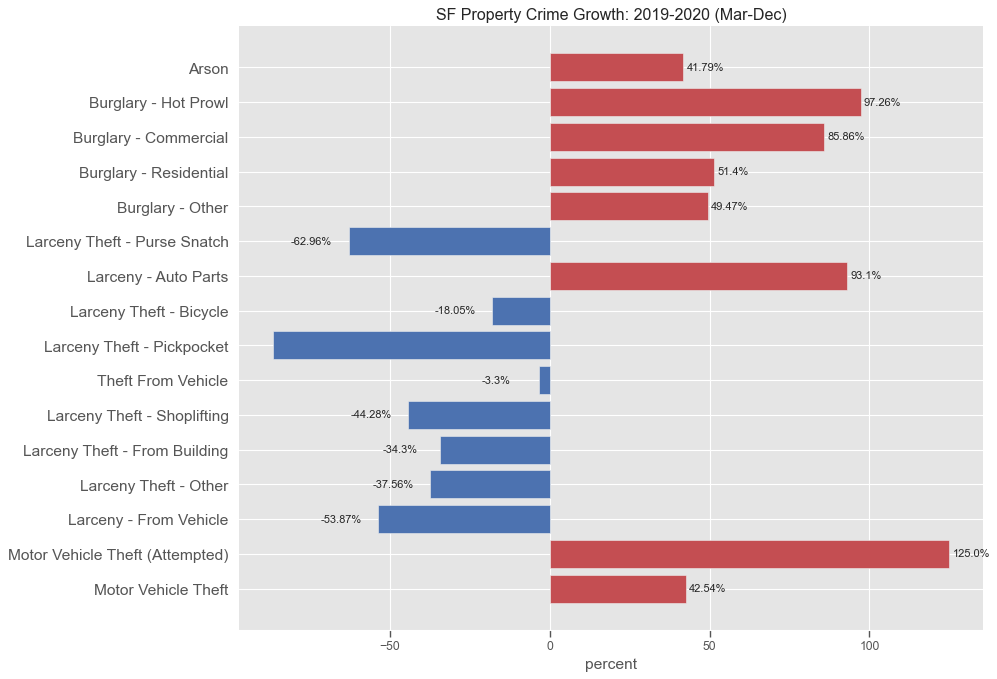 SF Property Crime Growth: 2019-2020 (Mar-Dec)
Arson 41.79%
Burglary - Hot Prowl 97.26%
Burglary - Commercial 85.86%
Burglary - Residential 51.4%
Burglary - Other 49.47%
Larceny Theft - Purse Snatch -62.96%
Larceny - Auto Parts 93.1%
Larceny Theft - Bicycle -18.05%
Larceny Theft - Pickpocket
Theft From Vehicle -3.3%
Larceny Theft - Shoplifting -44.28%
Larceny Theft - From Building -34.3%
Larceny Theft - Other -37.56%
Larceny - From Vehicle -53.87%
Motor Vehicle Theft (Attempted) 125.0%
Motor Vehicle Theft 42.54%
−50 0 50 100
percent